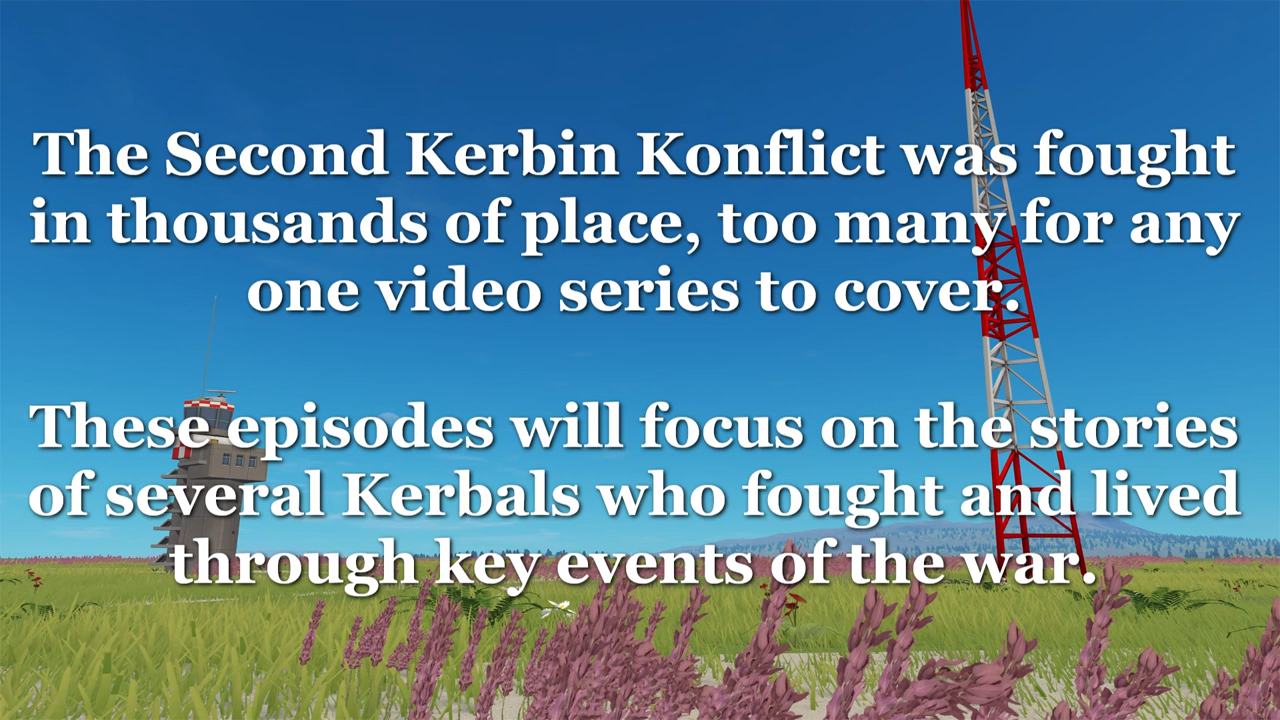 The Second Kerbin Konflict was fought
in thousands of place, too many for any
one video series to cover.
These episodes will focus on the stories
of several Kerbals who fought and lived
through key events of the war.